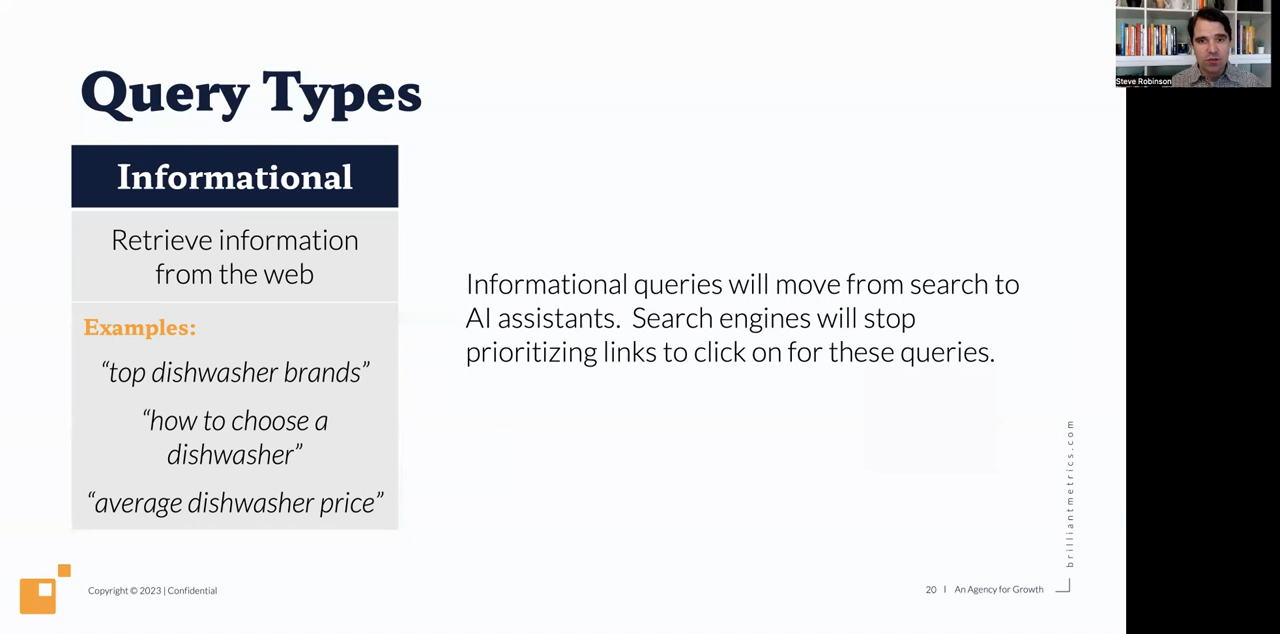 Query Types
Informational
Retrieve information
from the web
Examples:
“top dishwasher brands”
“how to choose a
dishwasher”
“average dishwasher price”
Informational queries will move from search to
AI assistants.  Search engines will stop
prioritizing links to click on for these queries.
Steve Robinson
brilliantmetrics.com
Copyright © 2023 | Confidential
20 | An Agency for Growth